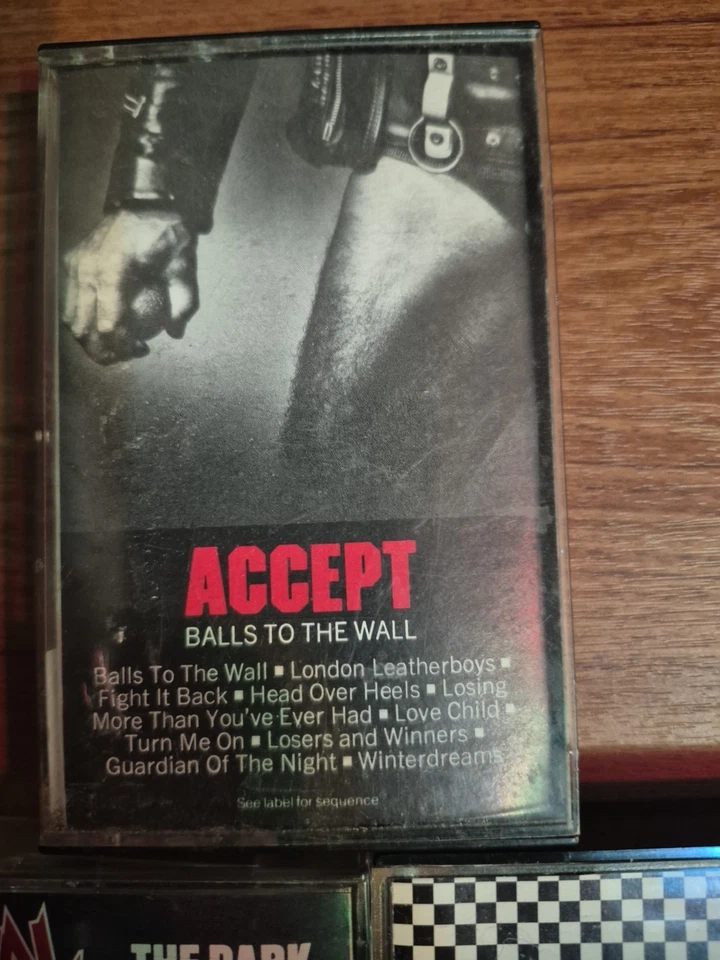 ACCEPT
BALLS TO THE WALL
Balls To The Wall ▪ London Leatherboys ▪
Fight It Back ▪ Head Over Heels ▪ Losing
More Than You've Ever Had ▪ Love Child ▪
Turn Me On ▪ Losers and Winners ▪
Guardian Of The Night ▪ Winterdreams
See label for sequence
THE DARK